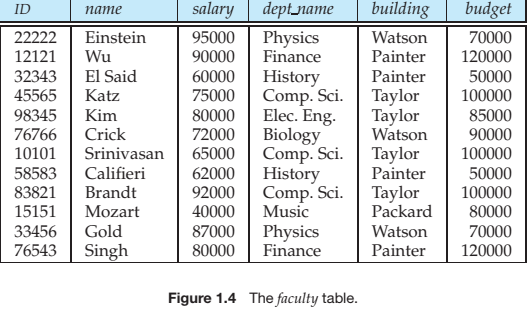 ID name salary dept_name building budget
22222 Einstein 95000 Physics Watson 70000
12121 Wu 90000 Finance Painter 120000
32343 El Said 60000 History Painter 50000
45565 Katz 75000 Comp. Sci. Taylor 100000
98345 Kim 80000 Elec. Eng. Taylor 85000
76766 Crick 72000 Biology Watson 90000
10101 Srinivasan 65000 Comp. Sci. Taylor 100000
58583 Califieri 62000 History Painter 50000
83821 Brandt 92000 Comp. Sci. Taylor 100000
15151 Mozart 40000 Music Packard 80000
33456 Gold 87000 Physics Watson 70000
76543 Singh 80000 Finance Painter 120000
Figure 1.4 The faculty table.